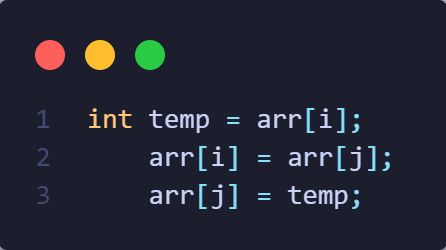 1 int temp = arr[i];
2     arr[i] = arr[j];
3     arr[j] = temp;